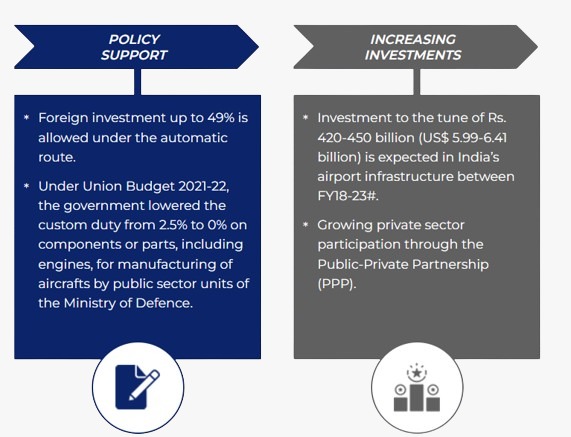 POLICY
SUPPORT
* Foreign investment up to 49% is
allowed under the automatic
route.
* Under Union Budget 2021-22,
the government lowered the
custom duty from 2.5% to 0% on
components or parts, including
engines, for manufacturing of
aircrafts by public sector units of
the Ministry of Defence.
INCREASING
INVESTMENTS
* Investment to the tune of Rs.
420-450 billion (US$ 5.99-6.41
billion) is expected in India's
airport infrastructure between
FY18-23#.
* Growing private sector
participation through the
Public-Private Partnership
(PPP).